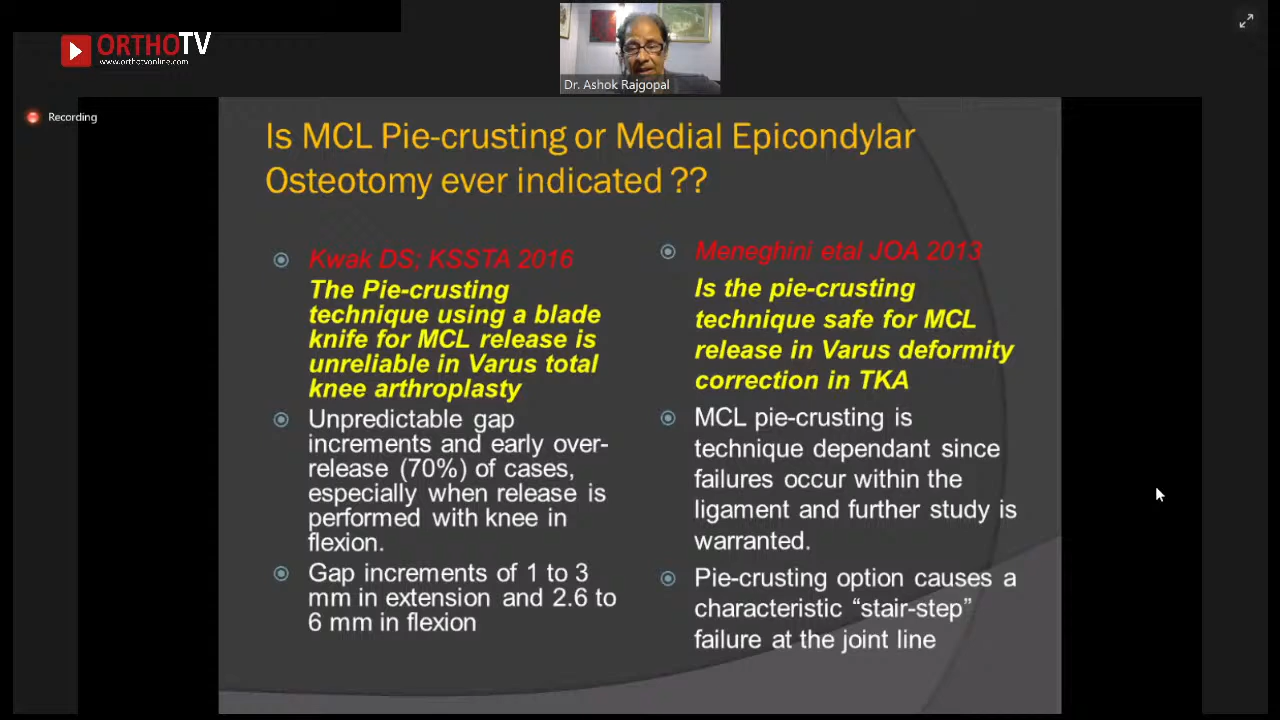 ORTHOTV
www.orthotvonline.com
Dr. Ashok Rajgopal
Recording
Is MCL Pie-crusting or Medial Epicondylar
Osteotomy ever indicated ??
Kwak DS; KSSTA 2016
The Pie-crusting
technique using a blade
knife for MCL release is
unreliable in Varus total
knee arthroplasty
Unpredictable gap
increments and early over-
release (70%) of cases,
especially when release is
performed with knee in
flexion.
Gap increments of 1 to 3
mm in extension and 2.6 to
6 mm in flexion
Meneghini etal JOA 2013
Is the pie-crusting
technique safe for MCL
release in Varus deformity
correction in TKA
MCL pie-crusting is
technique dependant since
failures occur within the
ligament and further study is
warranted.
Pie-crusting option causes a
characteristic “stair-step”
failure at the joint line